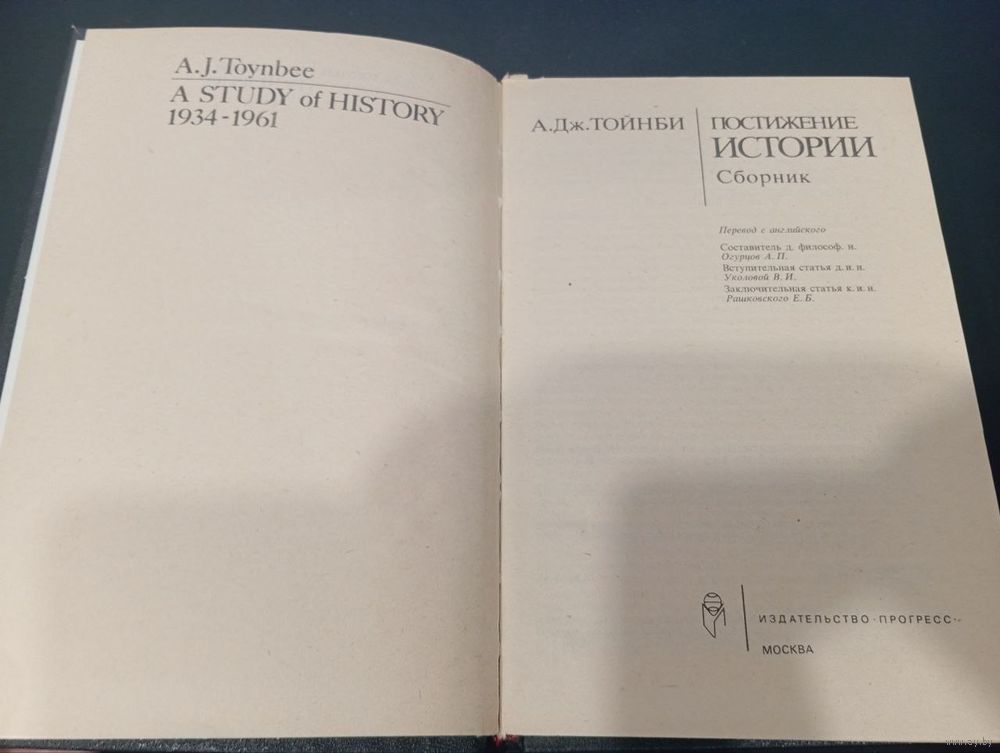 A.J.Toynbee
A STUDY of HISTORY
1934-1961
А.Дж.ТОЙНБИ
ПОСТИЖЕНИЕ
ИСТОРИИ
Сборник
Перевод с английского
Составитель д. философ. н.
Огурцов А. П.
Вступительная статья д. и. н.
Уколовой В. И.
Заключительная статья к. и. н.
Рашковского Е. Б.
ИЗДАТЕЛЬСТВО·ПРОГРЕСС·
МОСКВА